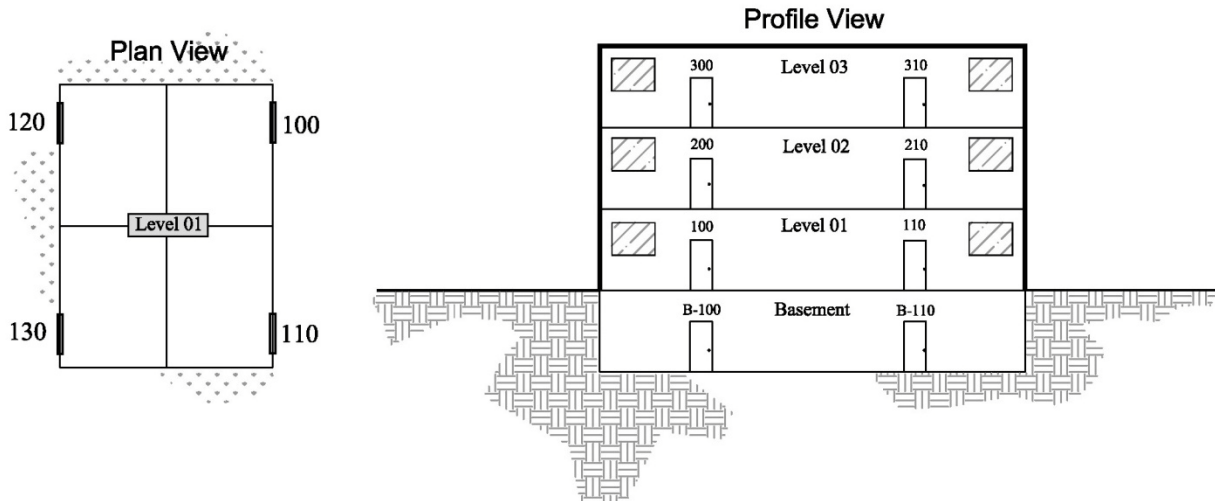 Plan View
120
100
Level 01
130
110
Profile View
300
Level 03
310
200
Level 02
210
100
Level 01
110
B-100
Basement
B-110